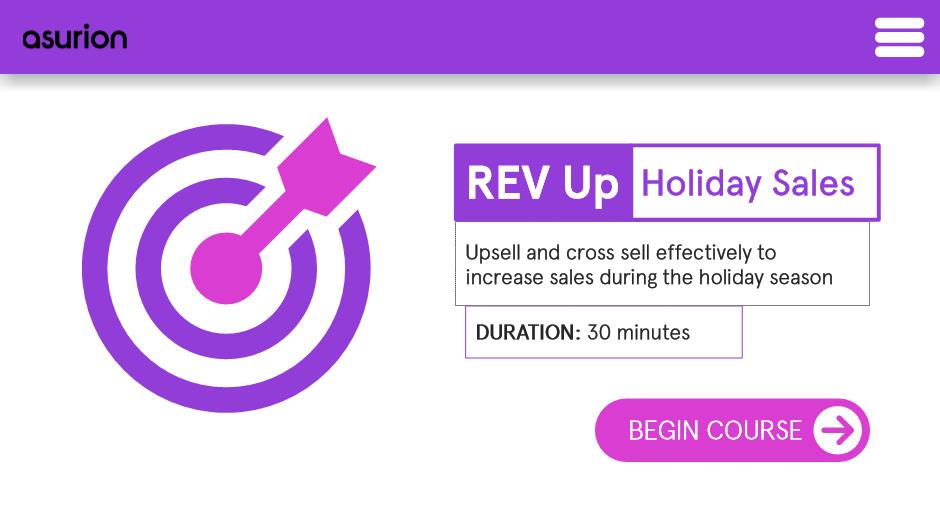 asurion
REV Up Holiday Sales
Upsell and cross sell effectively to
increase sales during the holiday season
DURATION: 30 minutes
BEGIN COURSE